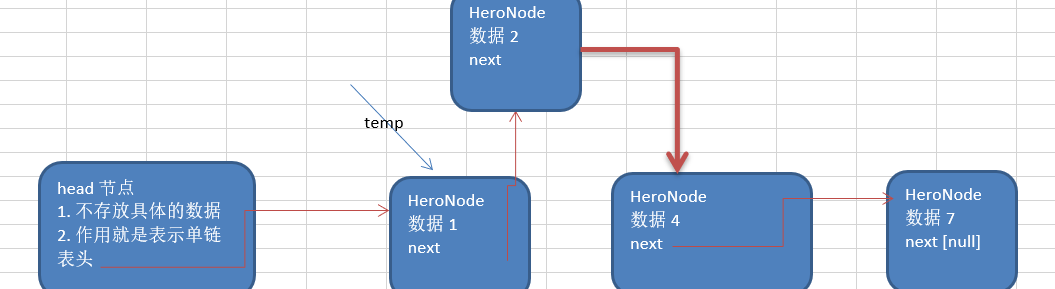 HeroNode
数据 2
next
temp
head 节点
1. 不存放具体的数据
2. 作用就是表示单链
表头
HeroNode
数据 1
next
HeroNode
数据 4
next
HeroNode
数据 7
next [null]